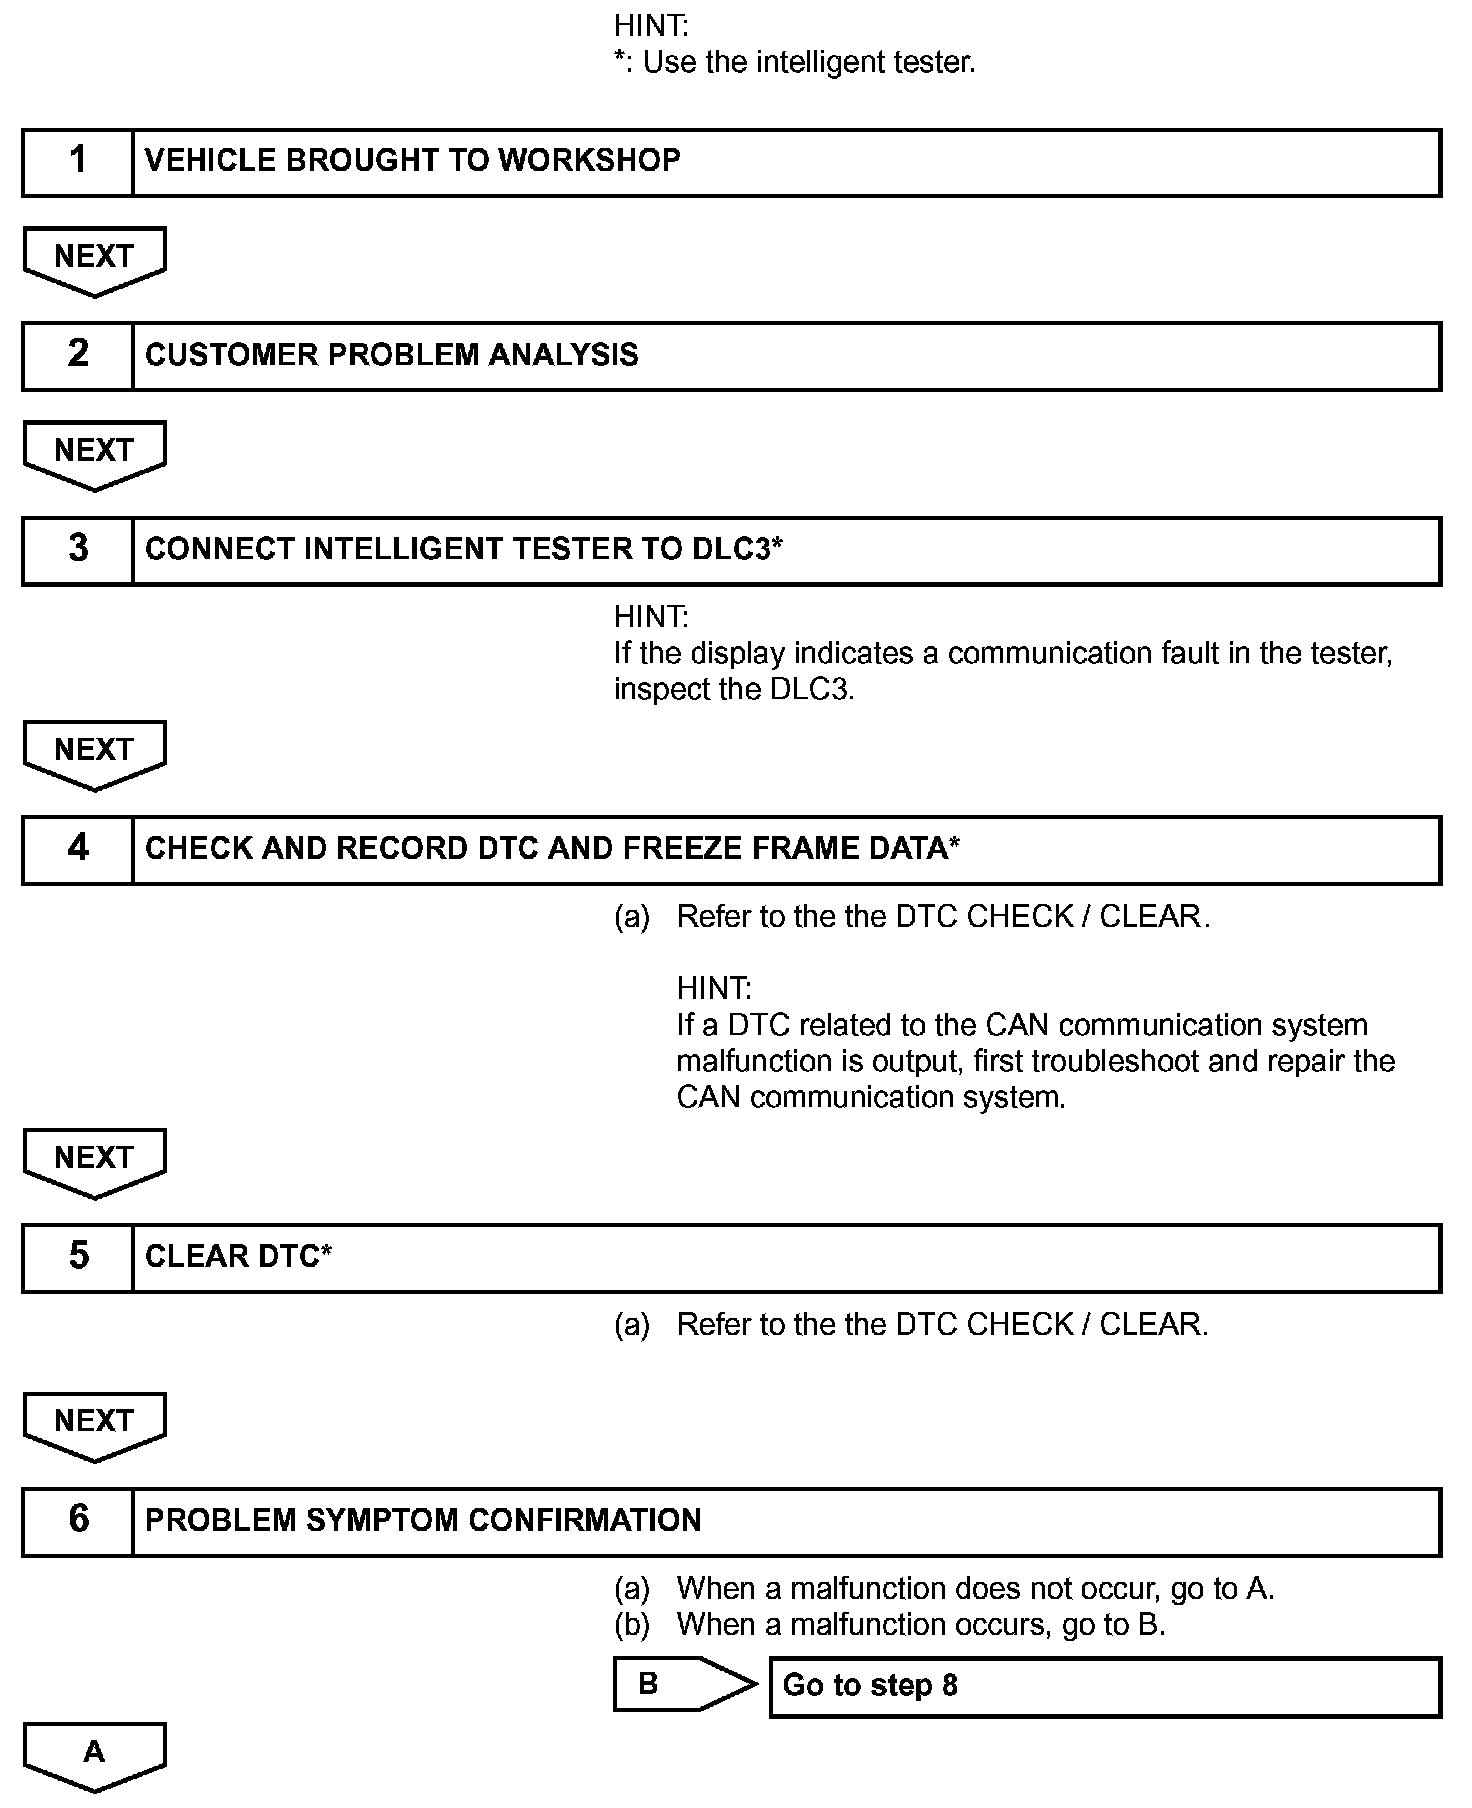 HINT:
*: Use the intelligent tester.
1 VEHICLE BROUGHT TO WORKSHOP
NEXT
2 CUSTOMER PROBLEM ANALYSIS
NEXT
3 CONNECT INTELLIGENT TESTER TO DLC3*
HINT:
If the display indicates a communication fault in the tester,
inspect the DLC3.
NEXT
4 CHECK AND RECORD DTC AND FREEZE FRAME DATA*
(a) Refer to the the DTC CHECK / CLEAR.
HINT:
If a DTC related to the CAN communication system
malfunction is output, first troubleshoot and repair the
CAN communication system.
NEXT
5 CLEAR DTC*
(a) Refer to the the DTC CHECK / CLEAR.
NEXT
6 PROBLEM SYMPTOM CONFIRMATION
(a) When a malfunction does not occur, go to A.
(b) When a malfunction occurs, go to B.
B Go to step 8
A